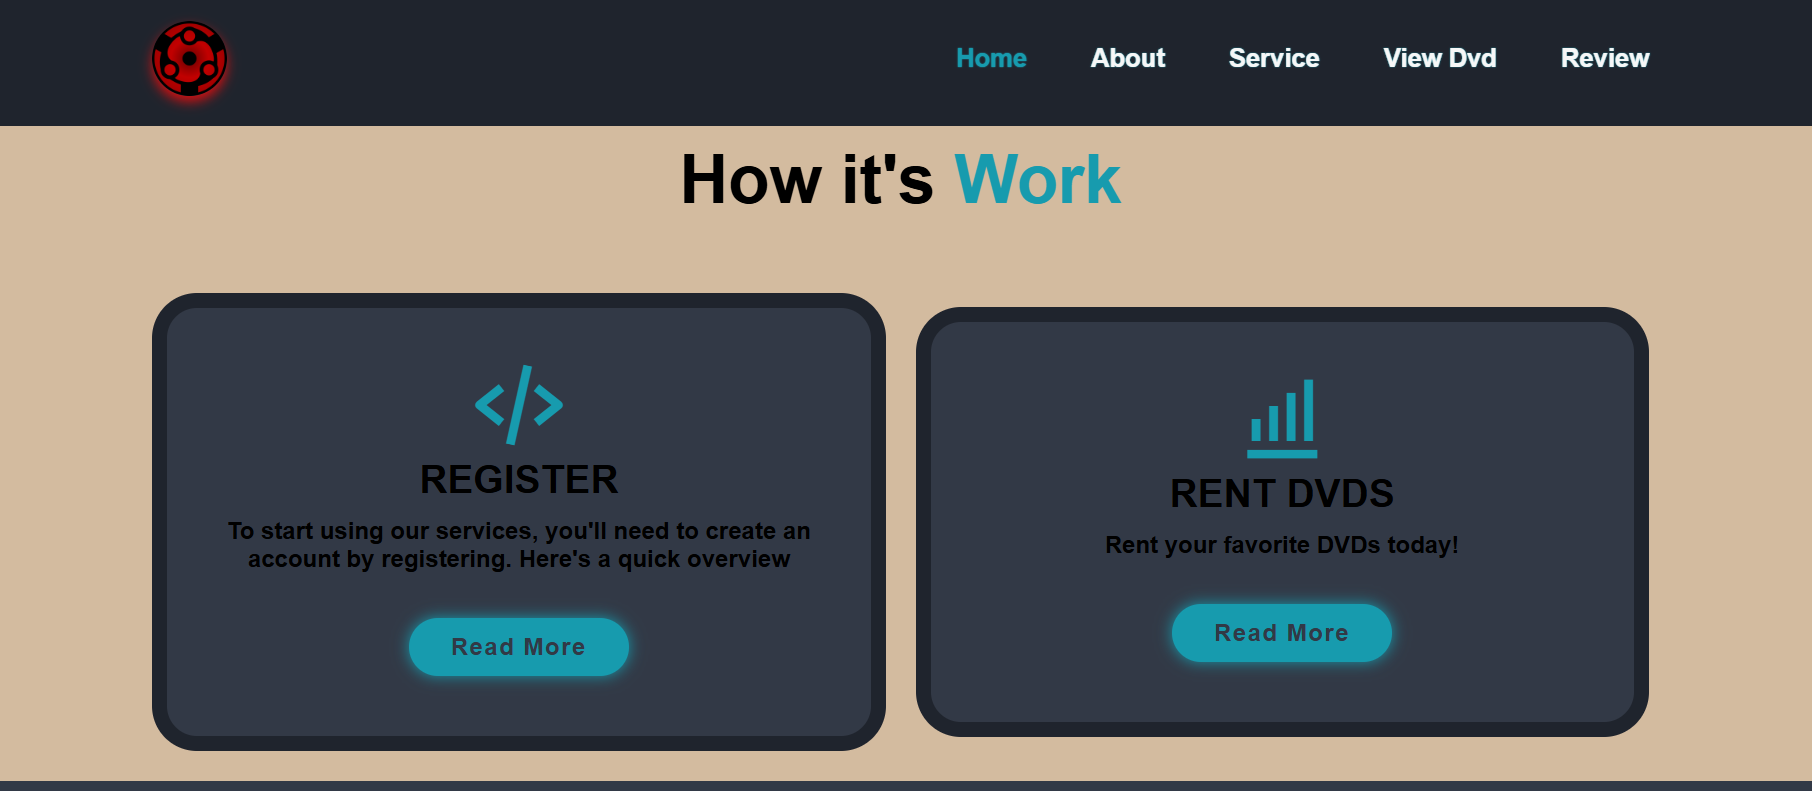 Home About Service View Dvd Review
How it's Work
REGISTER
To start using our services, you'll need to create an
account by registering. Here's a quick overview
Read More
RENT DVDS
Rent your favorite DVDs today!
Read More